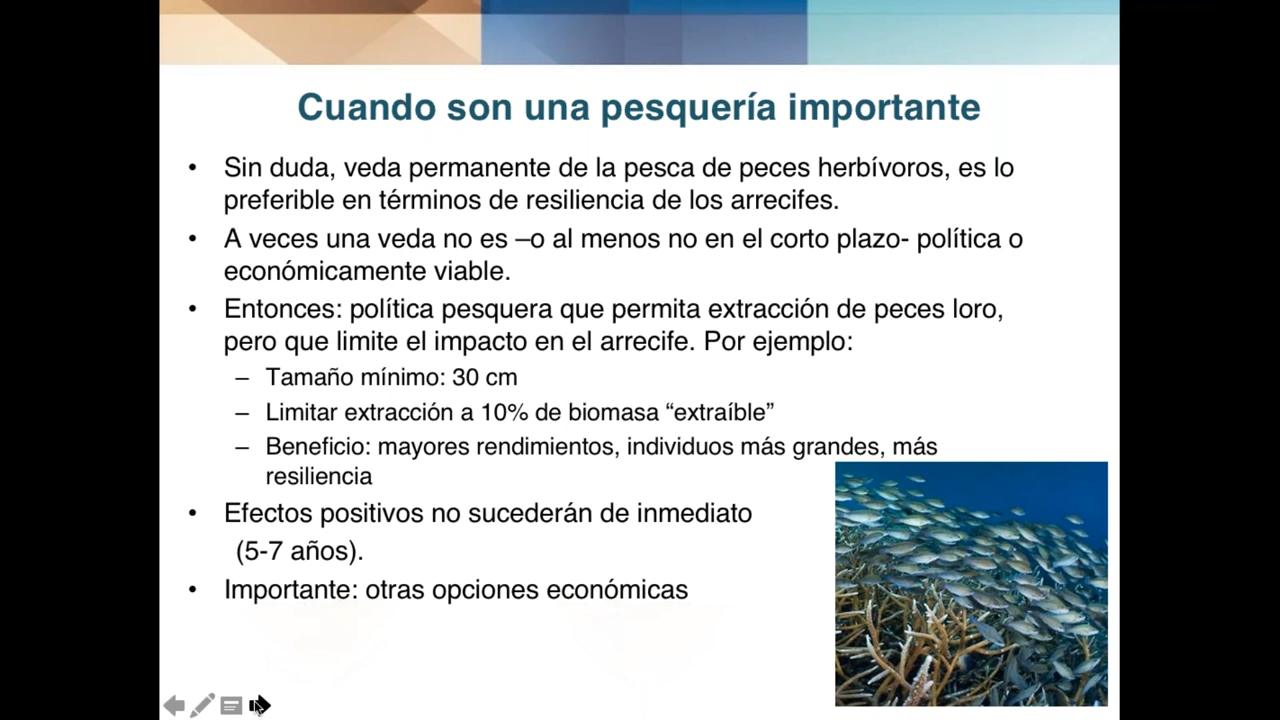 Cuando son una pesquería importante
• Sin duda, veda permanente de la pesca de peces herbívoros, es lo
preferible en términos de resiliencia de los arrecifes.
• A veces una veda no es –o al menos no en el corto plazo- política o
económicamente viable.
• Entonces: política pesquera que permita extracción de peces loro,
pero que limite el impacto en el arrecife. Por ejemplo:
– Tamaño mínimo: 30 cm
– Limitar extracción a 10% de biomasa “extraíble”
– Beneficio: mayores rendimientos, individuos más grandes, más
resiliencia
• Efectos positivos no sucederán de inmediato
(5-7 años).
• Importante: otras opciones económicas